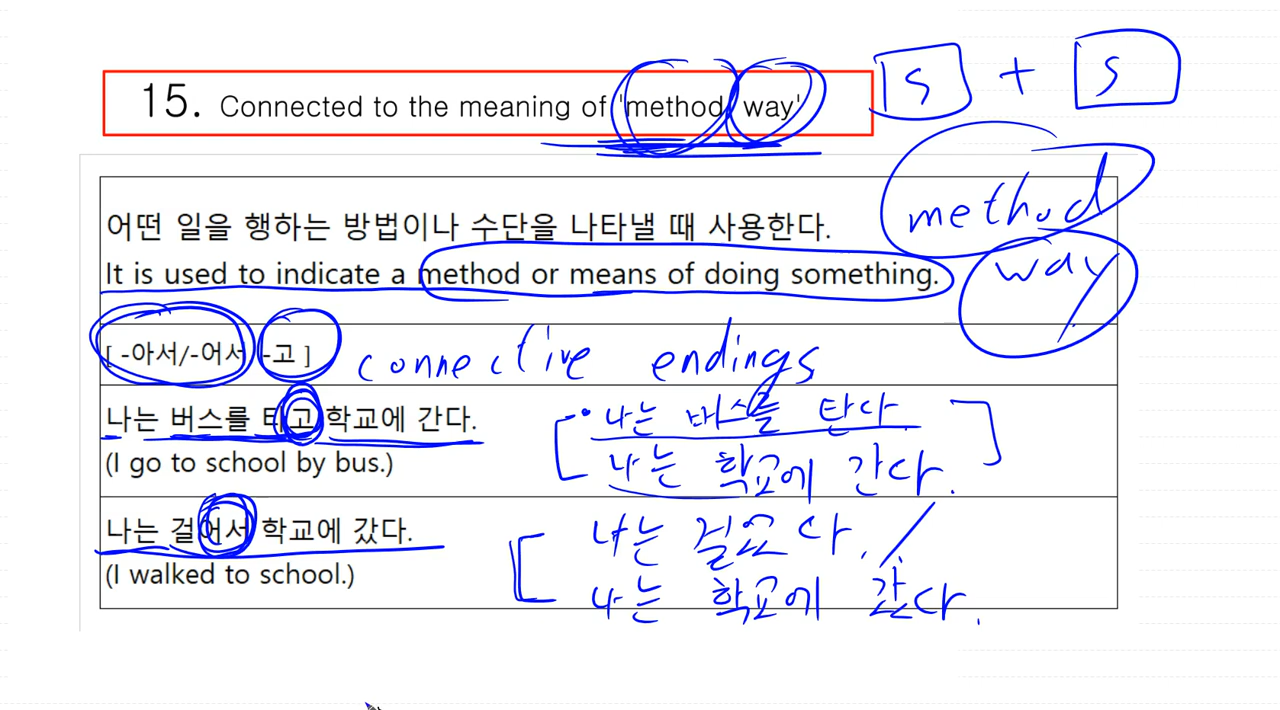 15. Connected to the meaning of 'method, way'
S + S
method
way
어떤 일을 행하는 방법이나 수단을 나타낼 때 사용한다.
It is used to indicate a method or means of doing something.
[ -아서/-어서 -고 ]
connective endings
나는 버스를 타고 학교에 간다.
(I go to school by bus.)
나는 버스를 탄다.
나는 학교에 간다.
나는 걸어서 학교에 갔다.
(I walked to school.)
나는
나는 학교에 간다.